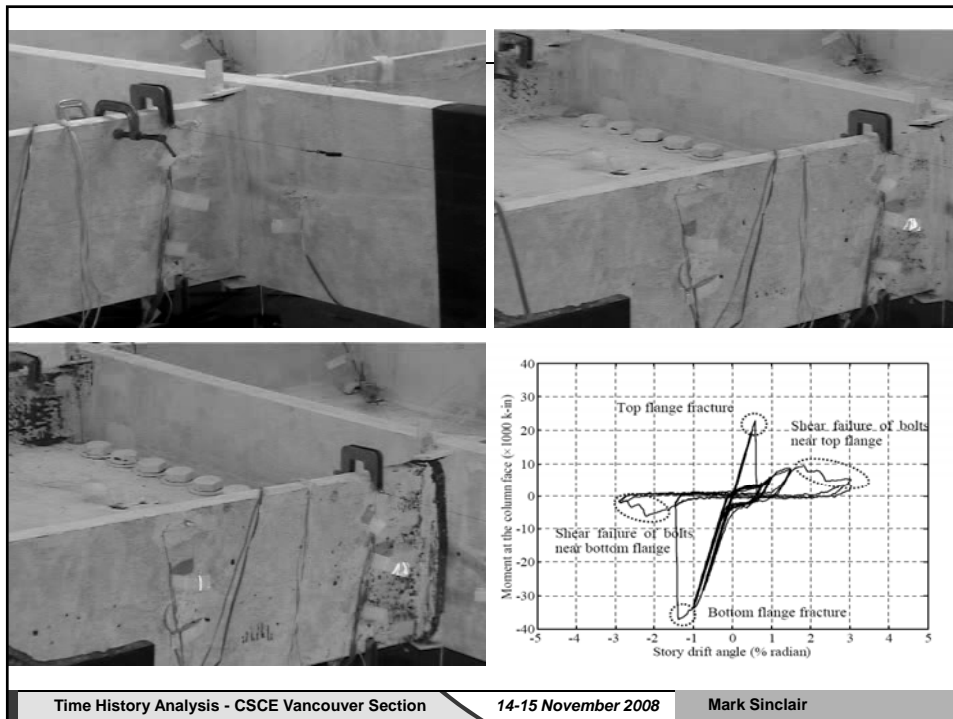 40
30
20
10
0
-10
-20
-30
-40
-5
-4
-3
-2
-1
0
1
2
3
4
5
Moment at the column face (×1000 k-in)
Story drift angle (% radian)
Top flange fracture
Shear failure of bolts
near top flange
Shear failure of bolts
near bottom flange
Bottom flange fracture
Time History Analysis - CSCE Vancouver Section
14-15 November 2008
Mark Sinclair